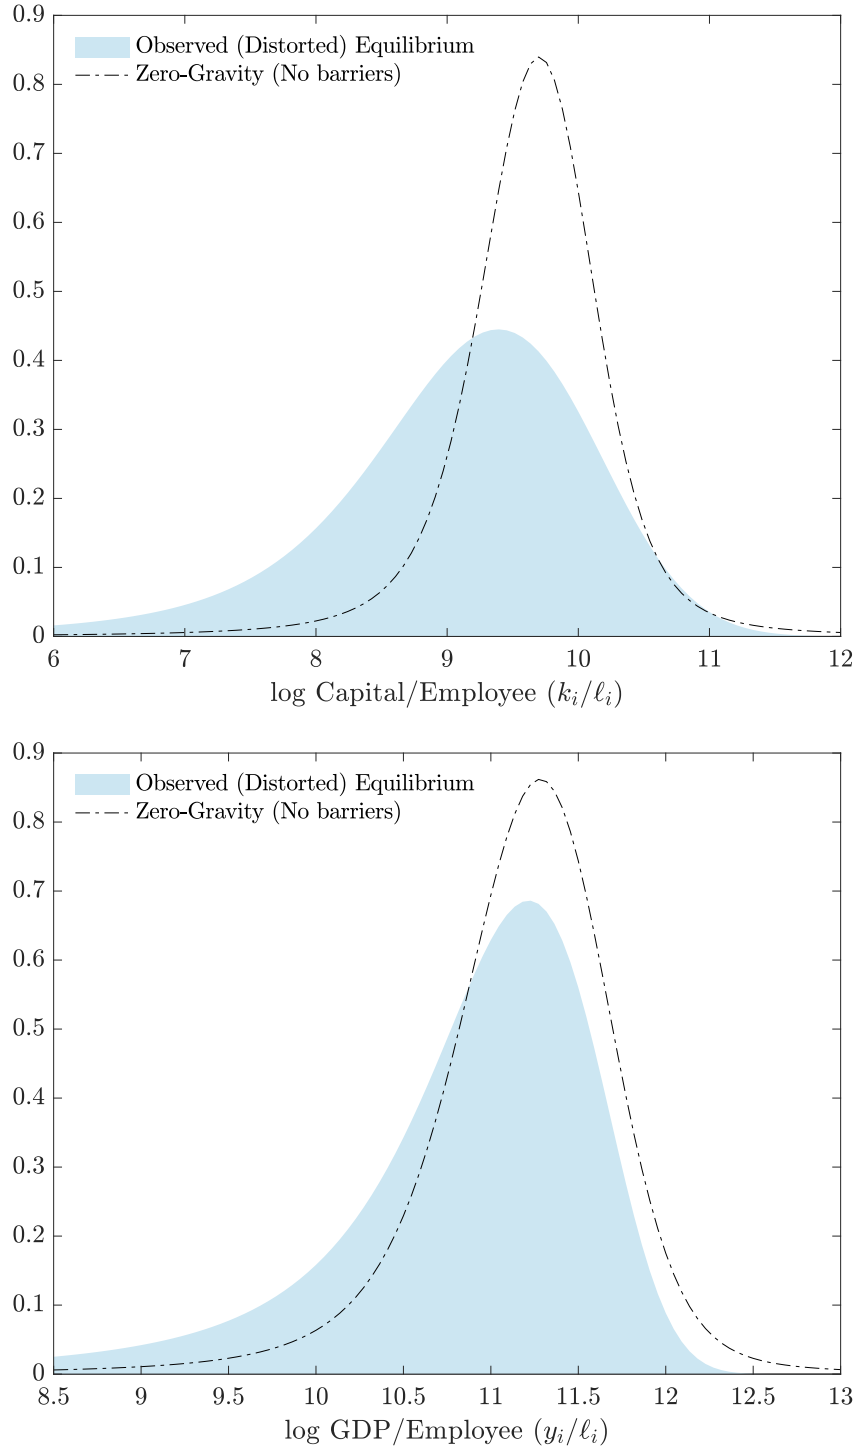 0.9
Observed (Distorted) Equilibrium
Zero-Gravity (No barriers)
0.8
0.7
0.6
0.5
0.4
0.3
0.2
0.1
0
6 7 8 9 10 11 12
log Capital/Employee (k_i/ℓ_i)
0.9
Observed (Distorted) Equilibrium
Zero-Gravity (No barriers)
0.8
0.7
0.6
0.5
0.4
0.3
0.2
0.1
0
8.5 9 9.5 10 10.5 11 11.5 12 12.5 13
log GDP/Employee (y_i/ℓ_i)